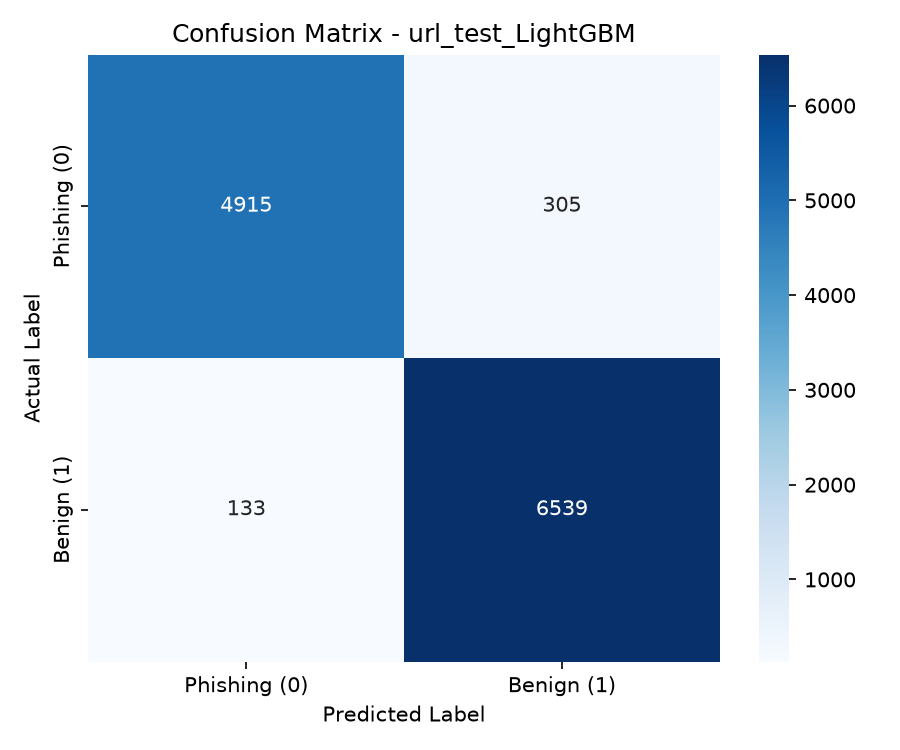 Confusion Matrix - url_test_LightGBM
Actual Label
Phishing (0)
Benign (1)
4915
305
133
6539
Phishing (0)
Benign (1)
Predicted Label
6000
5000
4000
3000
2000
1000